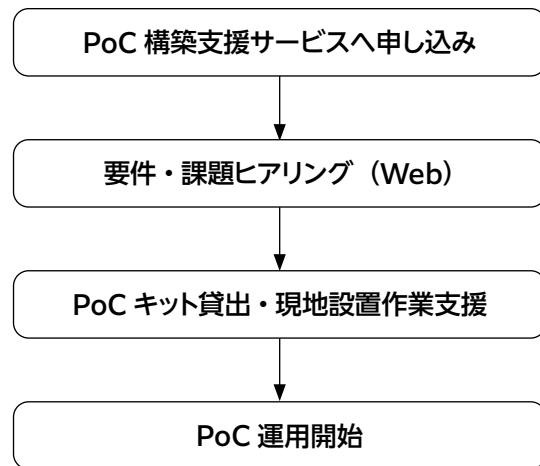 PoC 構築支援サービスへ申し込み
要件・課題ヒアリング（Web）
PoC キット貸出・現地設置作業支援
PoC 運用開始